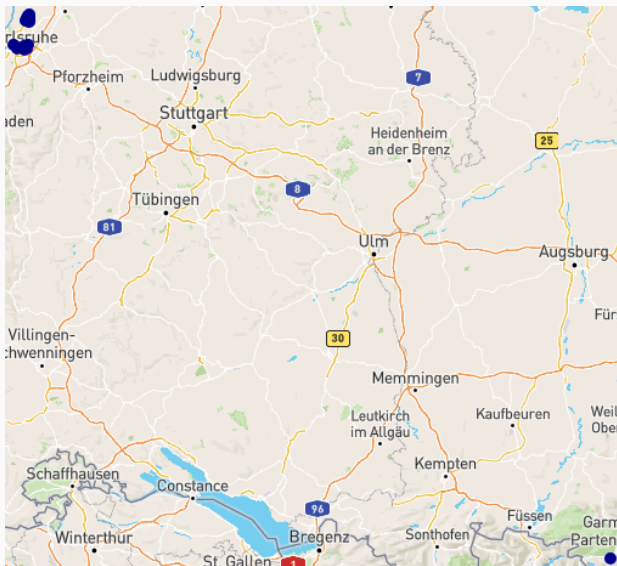 arlsruhe
Pforzheim
Ludwigsburg
7
aden
Stuttgart
Heidenheim
an der Brenz
25
8
Tübingen
81
Ulm
Augsburg
Für
30
Villingen-
chwenningen
Memmingen
Leutkirch
im Allgäu
Kaufbeuren
Weil
Ober
Schaffhausen
Constance
Kempten
96
Füssen
Garm
Parten
Winterthur
St. Gallen
1
Bregenz
Sonthofen